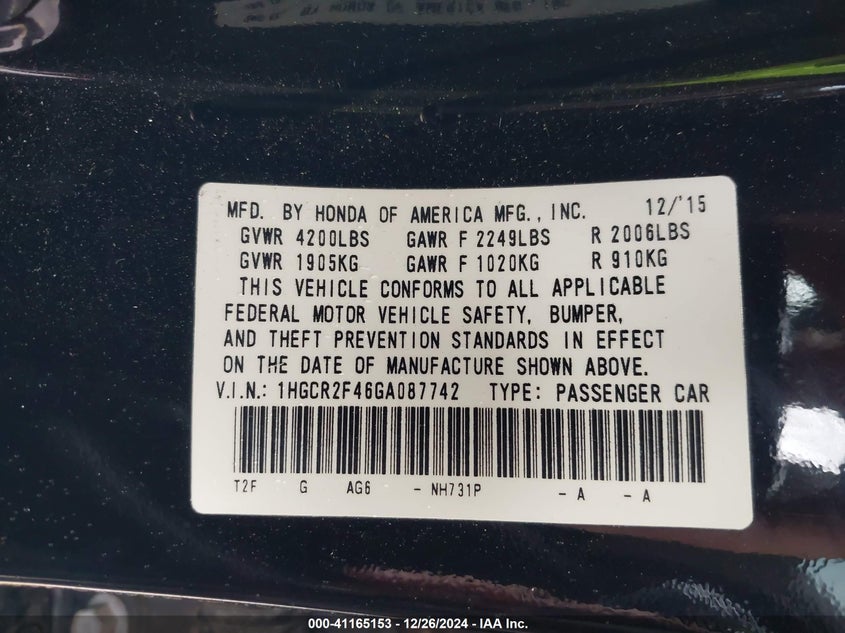 MFD. BY HONDA OF AMERICA MFG., INC. 12/'15
GVWR 4200LBS GAWR F 2249LBS R 2006LBS
GVWR 1905KG GAWR F 1020KG R 910KG
THIS VEHICLE CONFORMS TO ALL APPLICABLE
FEDERAL MOTOR VEHICLE SAFETY, BUMPER,
AND THEFT PREVENTION STANDARDS IN EFFECT
ON THE DATE OF MANUFACTURE SHOWN ABOVE.
V.I.N.: 1HGCR2F46GA087742 TYPE: PASSENGER CAR
T2F G AG6 - NH731P - A - A
000-41165153 - 12/26/2024 - IAA Inc.